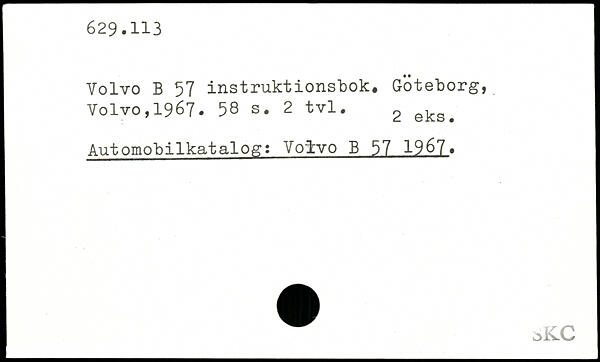 629.113
Volvo B 57 instruktionsbok. Göteborg,
Volvo,1967. 58 s. 2 tvl.
2 eks.
Automobilkatalog: Volvo B 57 1967.
SKC